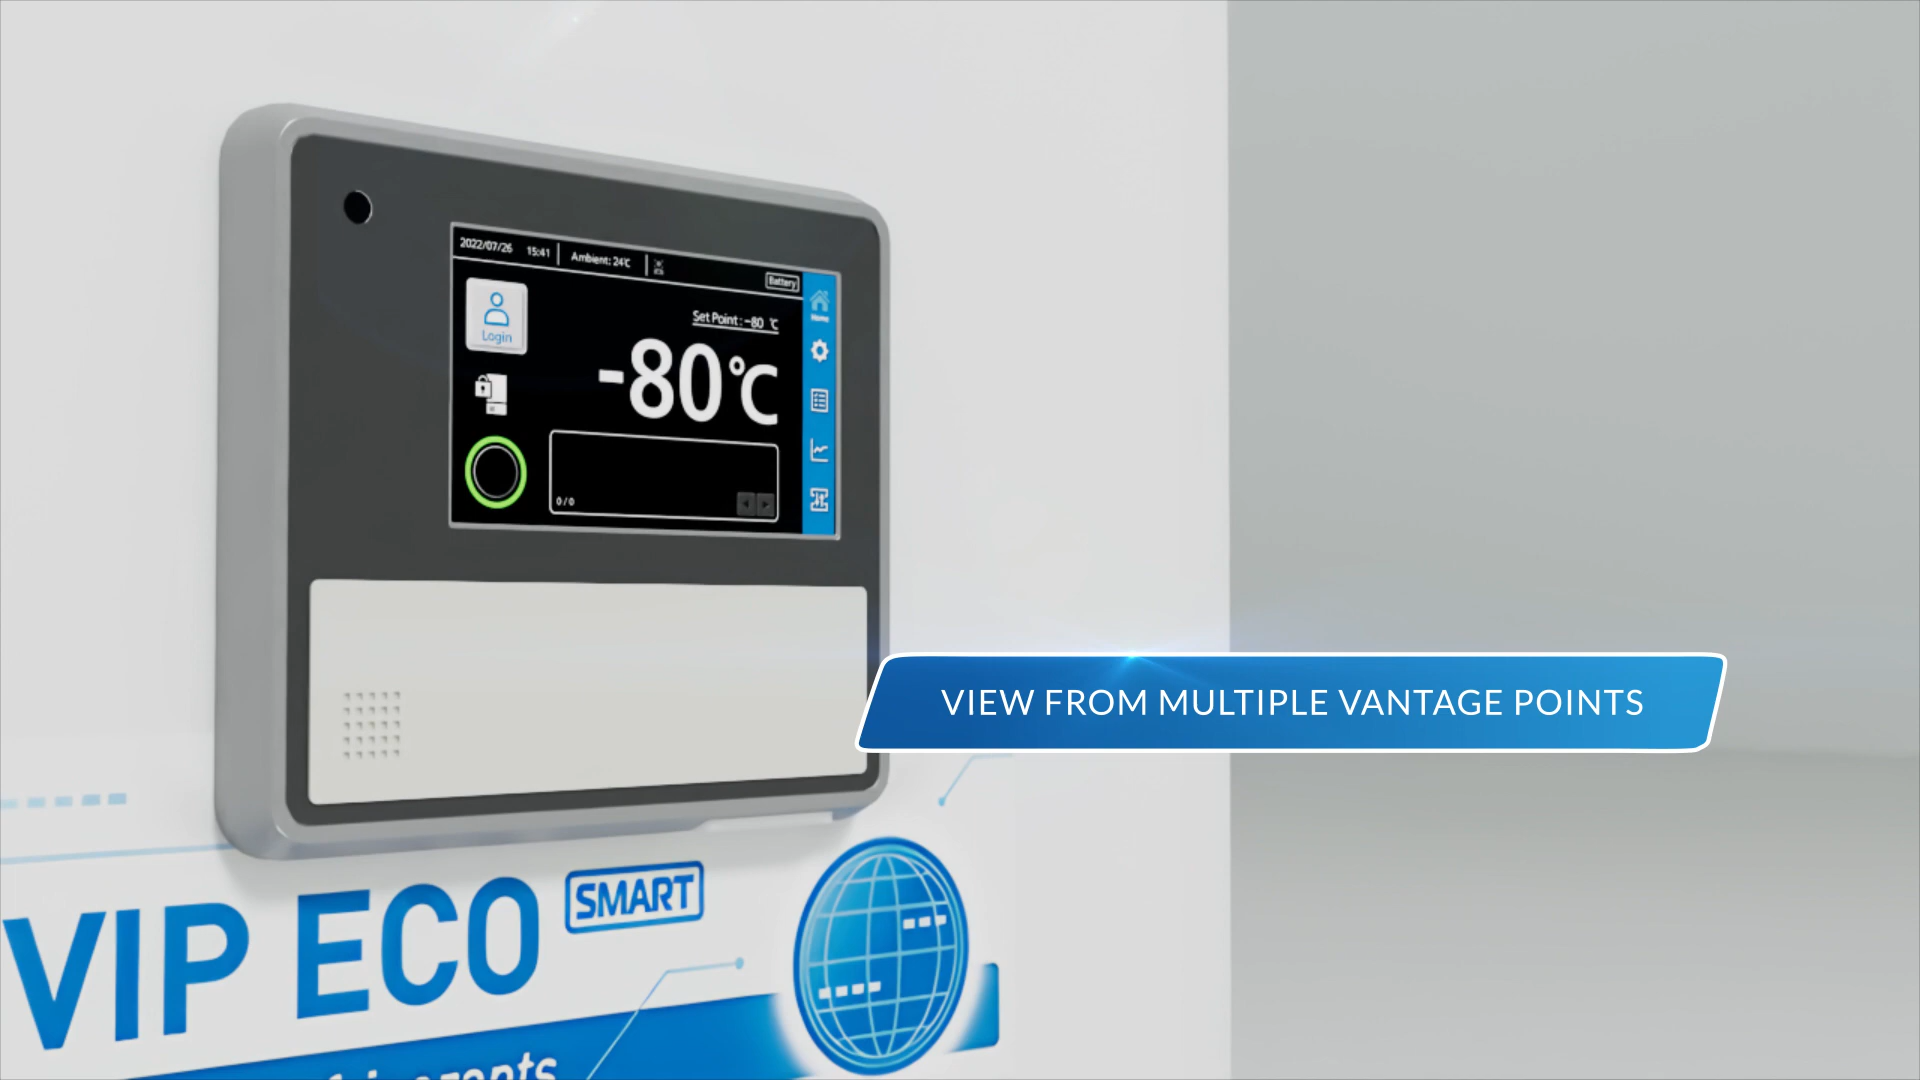 2022/07/26 15:41 Ambient: 24℃
Battery
Login
Set Point : -80 ℃
Home
-80℃
0/0
VIEW FROM MULTIPLE VANTAGE POINTS
VIP ECO SMART